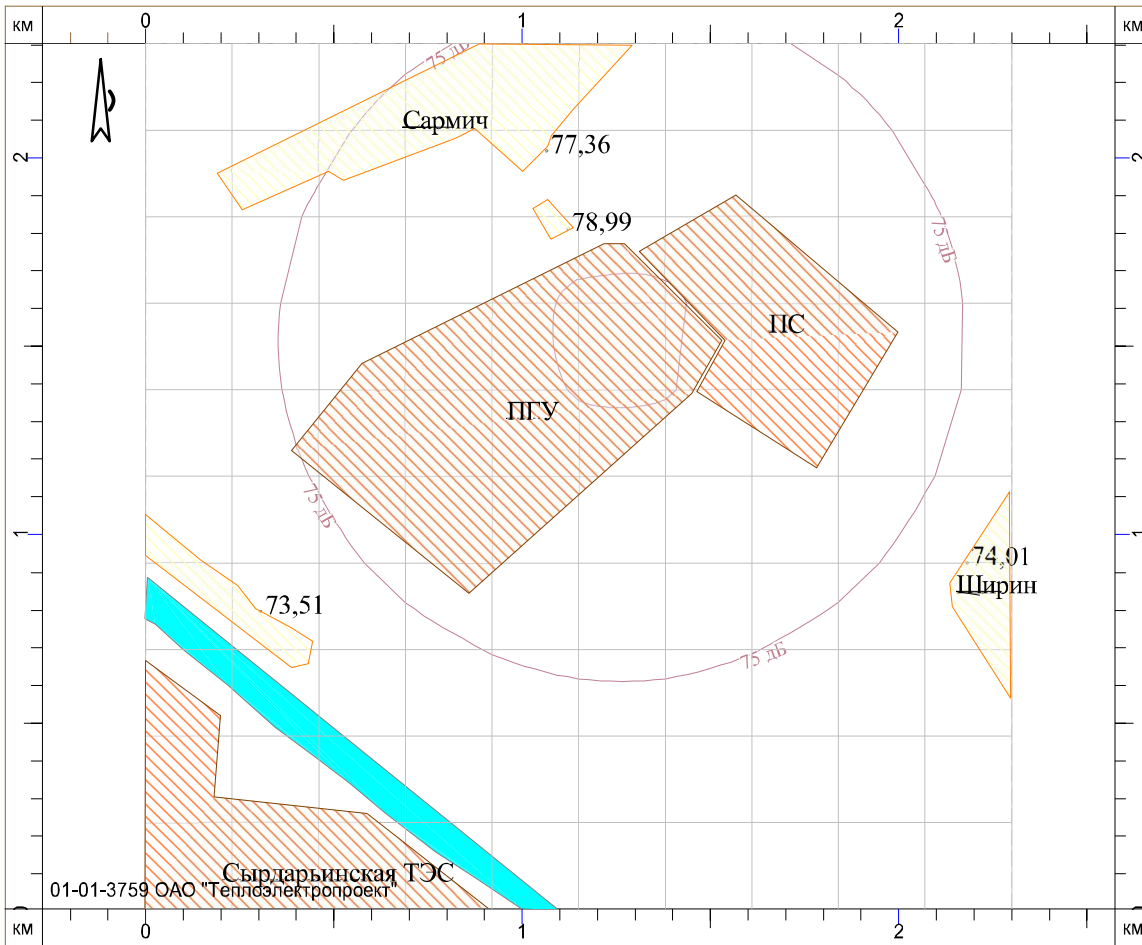 км 0 1 2 км
75 дБ
Сармич
77,36
2 2
78,99
75 дБ
ПС
ПГУ
75 дБ
1 1
74,01
Ширин
73,51
75 дБ
Сырдарьинская ТЭС
01-01-3759 ОАО "Теплоэлектропроект"
0 0
км 0 1 2 км